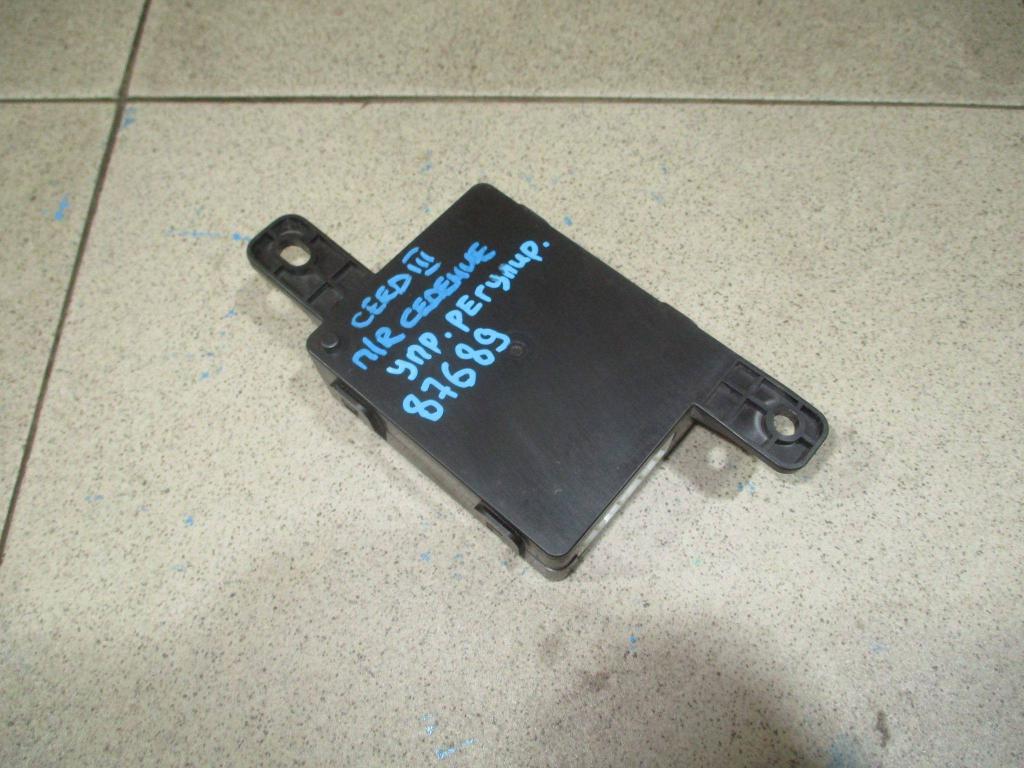 CEED III
П/R СЕДЕНИЕ
упр. РЕгулир.
87689